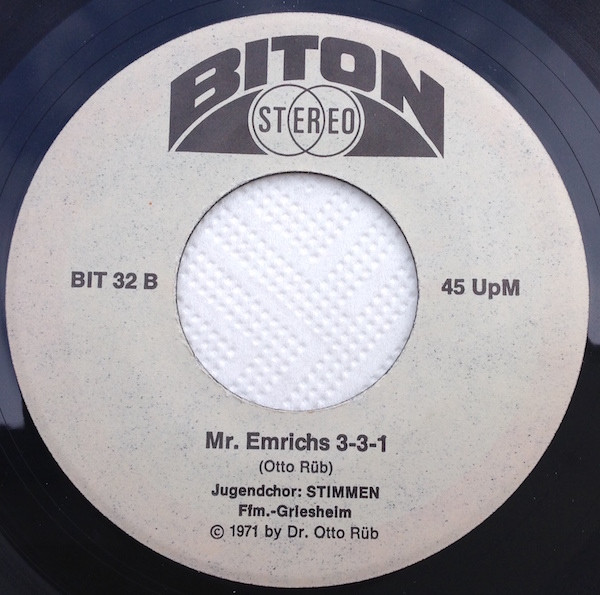 BITON
STEREO
BIT 32 B
45 UpM
Mr. Emrichs 3-3-1
(Otto Rüb)
Jugendchor: STIMMEN
Ffm.-Griesheim
© 1971 by Dr. Otto Rüb